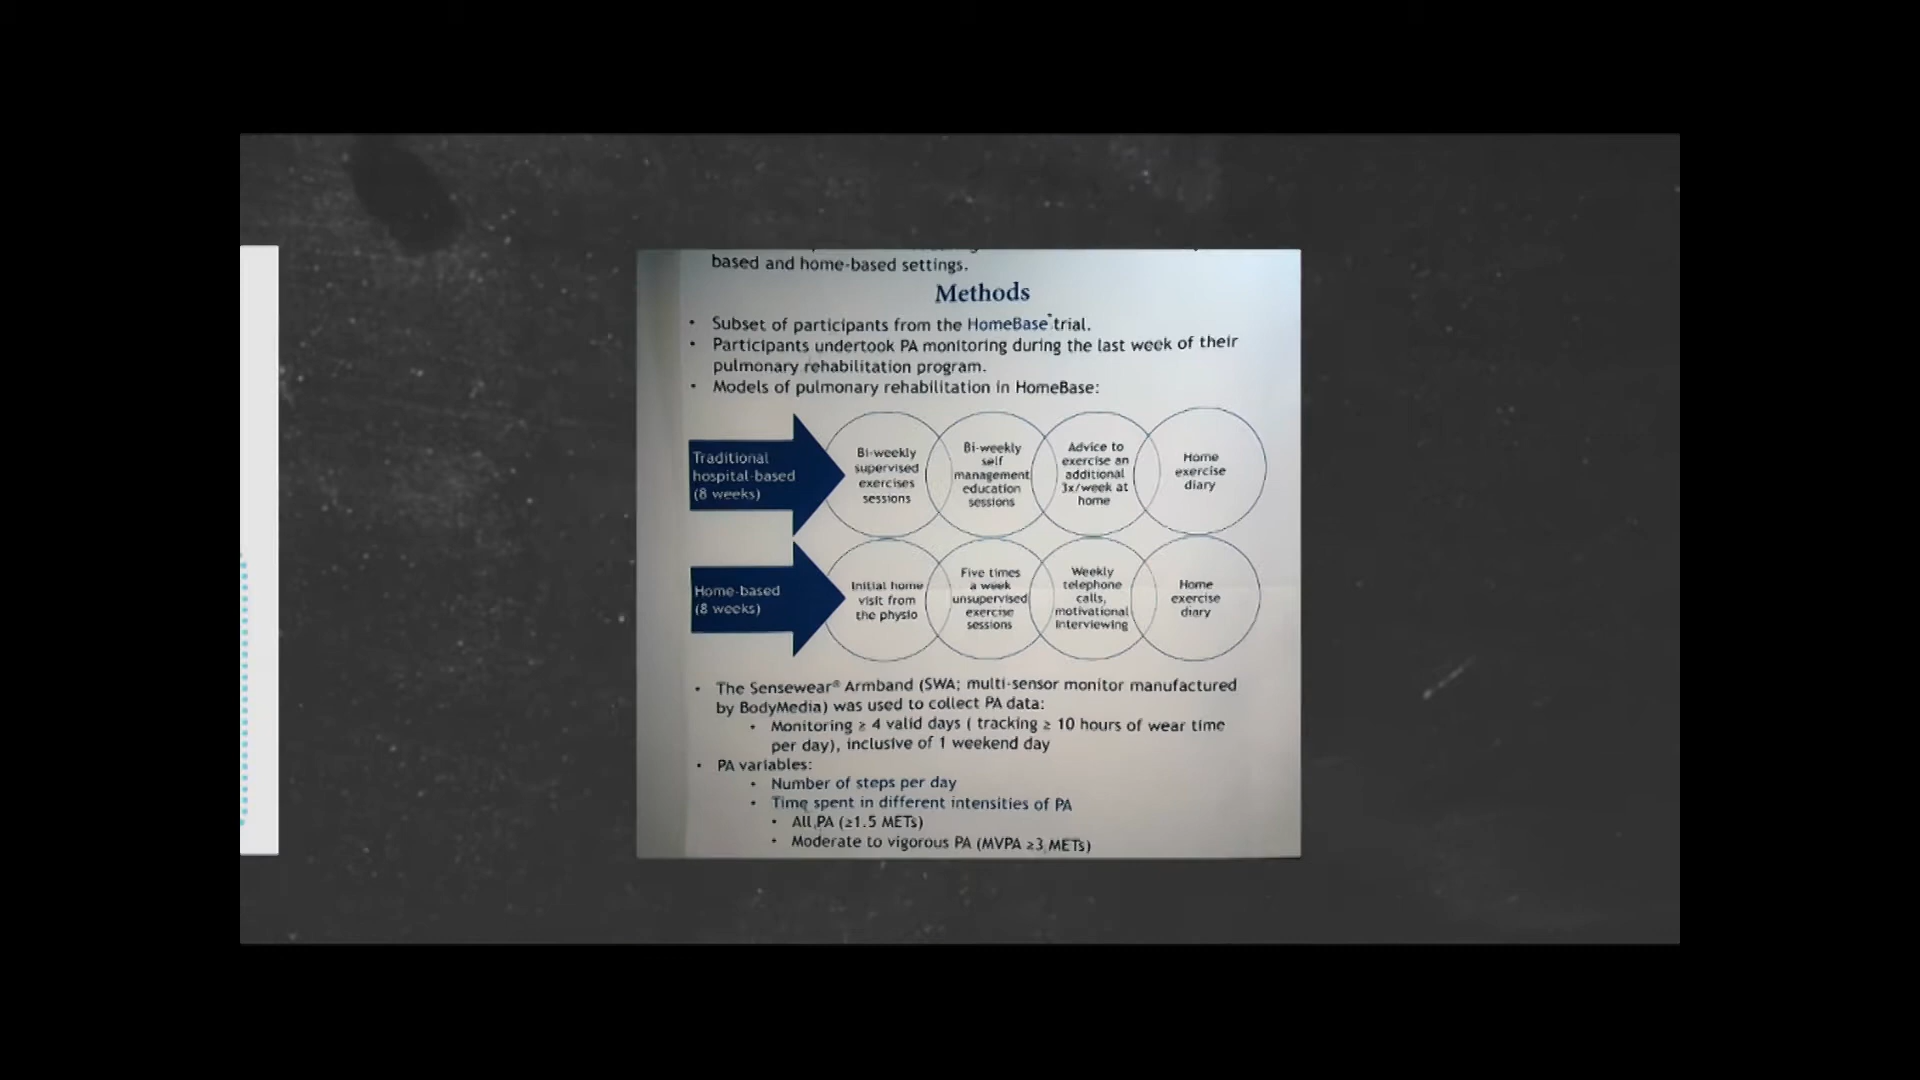 based and home-based settings.
Methods
• Subset of participants from the HomeBase trial.
• Participants undertook PA monitoring during the last week of their
pulmonary rehabilitation program.
• Models of pulmonary rehabilitation in HomeBase:
Traditional
hospital-based
(8 weeks)
Bi-weekly
supervised
exercises
sessions
Bi-weekly
self
management
education
sessions
Advice to
exercise an
additional
3x/week at
home
Home
exercise
diary
Home-based
(8 weeks)
Initial home
visit from
the physio
Five times
a week
unsupervised
exercise
sessions
Weekly
telephone
calls,
motivational
interviewing
Home
exercise
diary
• The Sensewear® Armband (SWA; multi-sensor monitor manufactured
by BodyMedia) was used to collect PA data:
• Monitoring ≥ 4 valid days ( tracking ≥ 10 hours of wear time
per day), inclusive of 1 weekend day
• PA variables:
• Number of steps per day
• Time spent in different intensities of PA
• All PA (≥1.5 METs)
• Moderate to vigorous PA (MVPA ≥3 METs)